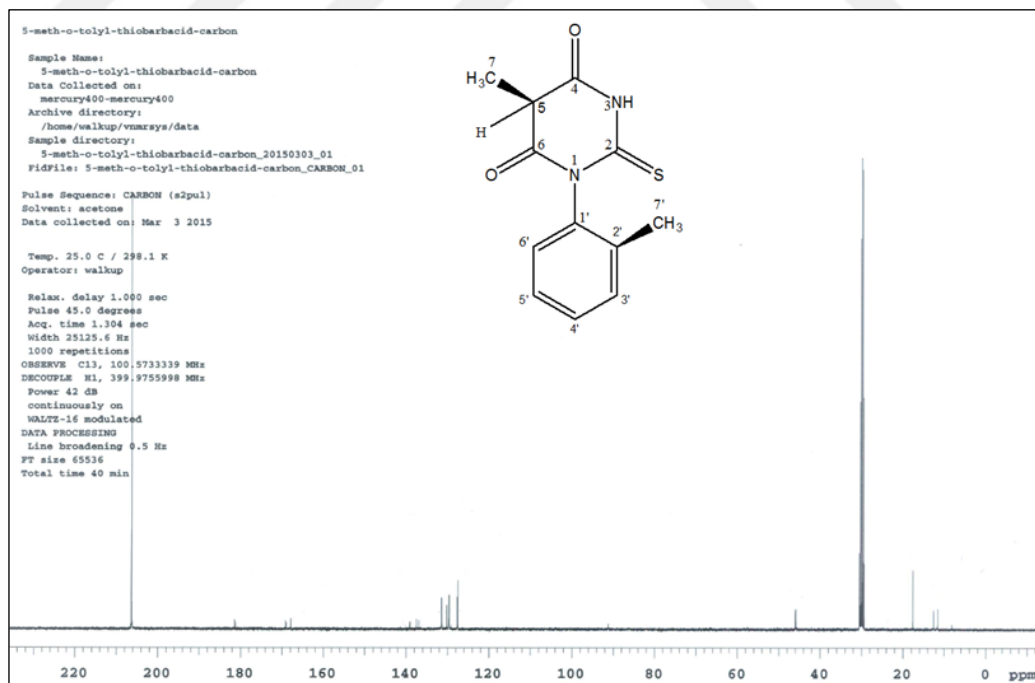 5-meth-o-tolyl-thiobarbacid-carbon
Sample Name:
5-meth-o-tolyl-thiobarbacid-carbon
Data Collected on:
mercury400-mercury400
Archive directory:
/home/walkup/vnmrsys/data
Sample directory:
5-meth-o-tolyl-thiobarbacid-carbon_20150303_01
FidFile: 5-meth-o-tolyl-thiobarbacid-carbon_CARBON_01
Pulse Sequence: CARBON (s2pul)
Solvent: acetone
Data collected on: Mar 3 2015
Temp. 25.0 C / 298.1 K
Operator: walkup
Relax. delay 1.000 sec
Pulse 45.0 degrees
Acq. time 1.304 sec
Width 25125.6 Hz
1000 repetitions
OBSERVE C13, 100.5733339 MHz
DECOUPLE H1, 399.9755998 MHz
Power 42 dB
continuously on
WALTZ-16 modulated
DATA PROCESSING
Line broadening 0.5 Hz
FT size 65536
Total time 40 min
O
7
H3C
4
5
3
NH
H
6
2
O
1
N
S
7'
CH3
1'
2'
6'
5'
3'
4'
220 200 180 160 140 120 100 80 60 40 20 0 ppm